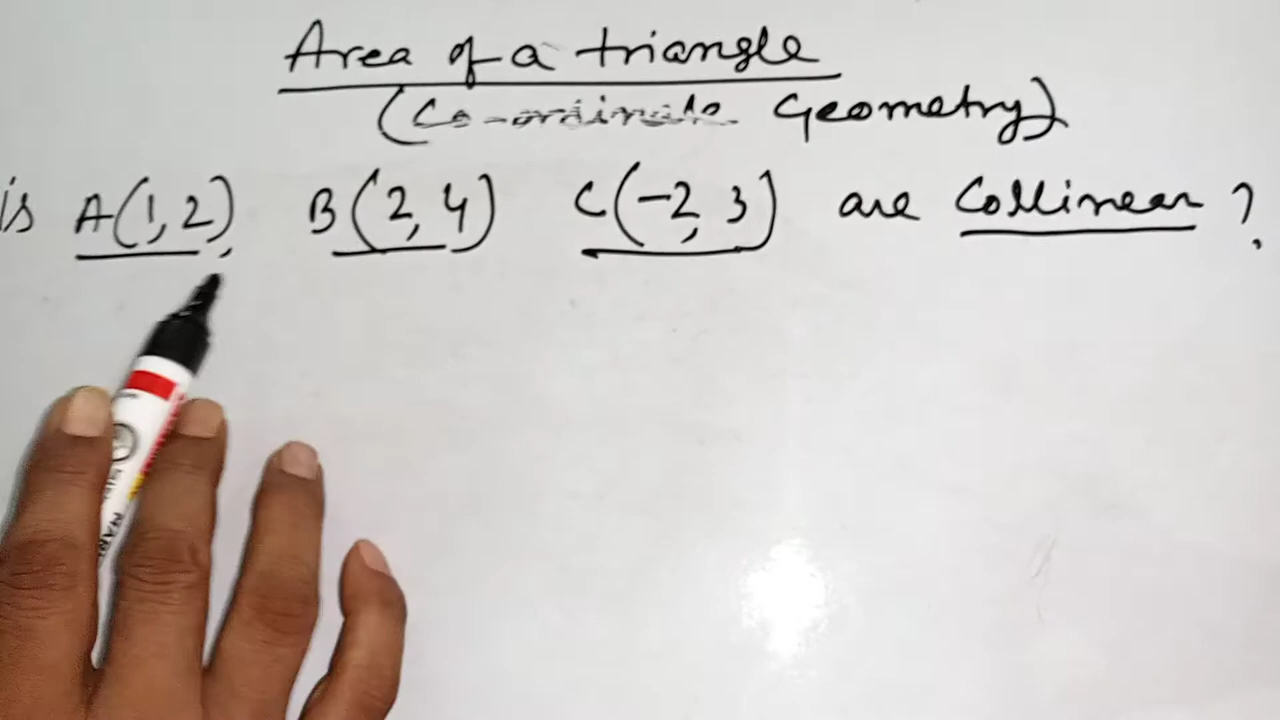 Area of a triangle
(Co-ordinate Geometry)
is A(1,2), B(2,4) C(-2,3) are Collinear ?